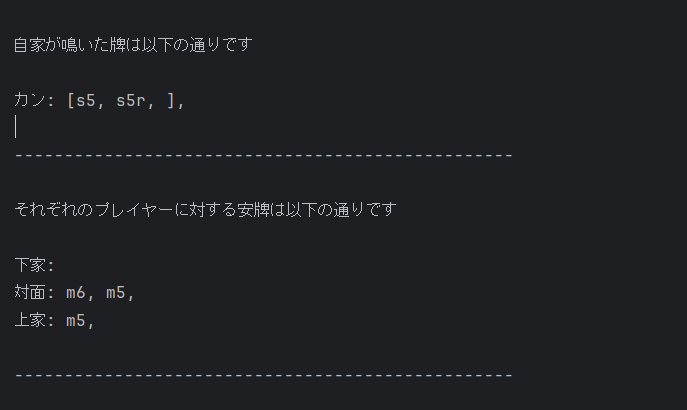 自家が鳴いた牌は以下の通りです
カン: [s5, s5r, ],
--------------------------------------------------
それぞれのプレイヤーに対する安牌は以下の通りです
下家:
対面: m6, m5,
上家: m5,
--------------------------------------------------